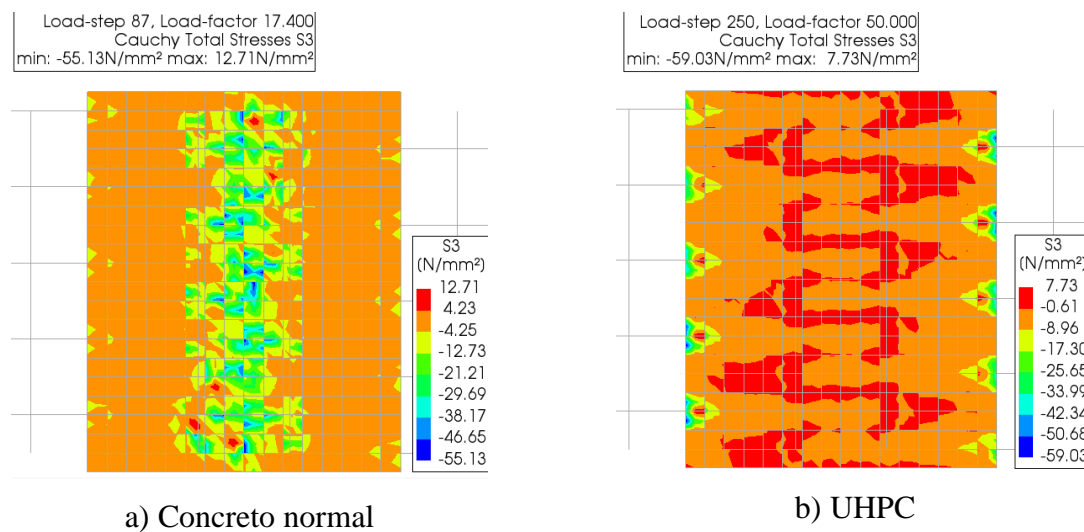 Load-step 87, Load-factor 17.400
Cauchy Total Stresses S3
min: -55.13N/mm² max: 12.71N/mm²
S3
(N/mm²)
12.71
4.23
-4.25
-12.73
-21.21
-29.69
-38.17
-46.65
-55.13
a) Concreto normal
Load-step 250, Load-factor 50.000
Cauchy Total Stresses S3
min: -59.03N/mm² max: 7.73N/mm²
S3
(N/mm²)
7.73
-0.61
-8.96
-17.30
-25.65
-33.99
-42.34
-50.68
-59.03
b) UHPC